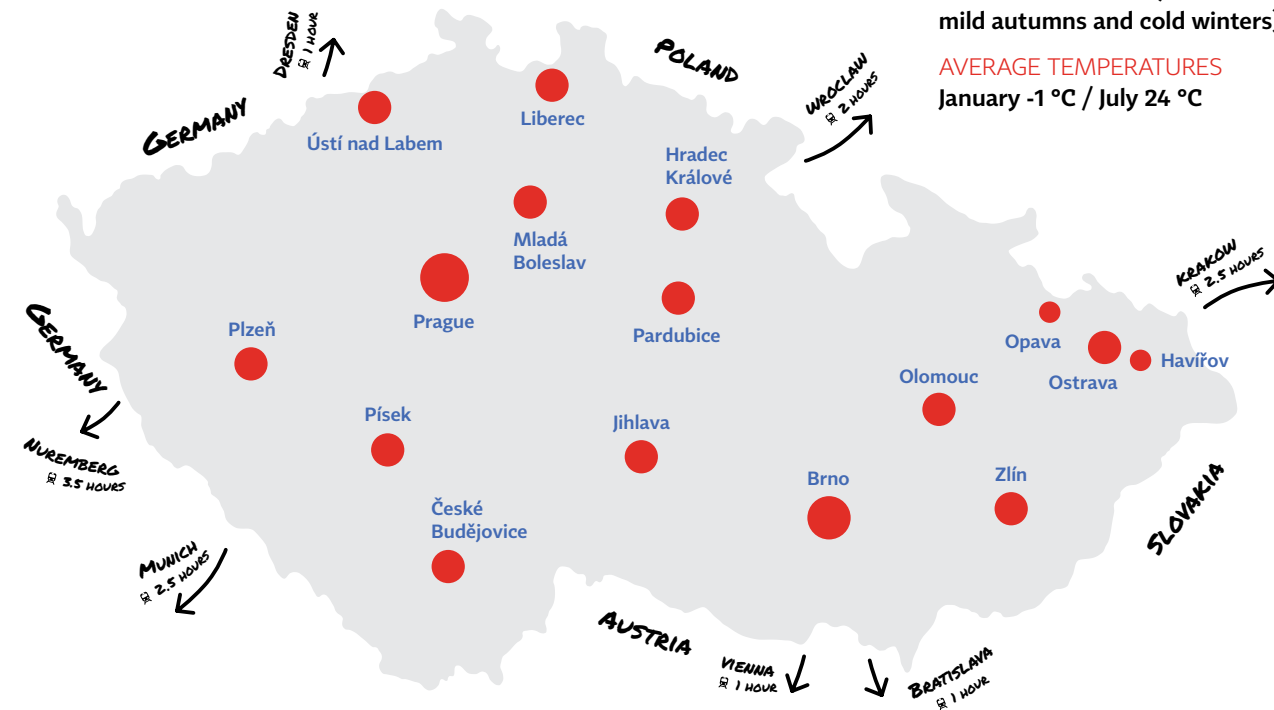 mild autumns and cold winters)
AVERAGE TEMPERATURES
January -1 °C / July 24 °C
DRESDEN
1 HOUR
GERMANY
POLAND
WROCLAW
2 HOURS
Liberec
Ústí nad Labem
Hradec
Králové
Mladá
Boleslav
Prague
Pardubice
KRAKOW
2.5 HOURS
GERMANY
Plzeň
Opava
Ostrava
Havířov
Olomouc
NUREMBERG
3.5 HOURS
Písek
Jihlava
Brno
Zlín
SLOVAKIA
České
Budějovice
MUNICH
2.5 HOURS
AUSTRIA
VIENNA
1 HOUR
BRATISLAVA
1 HOUR